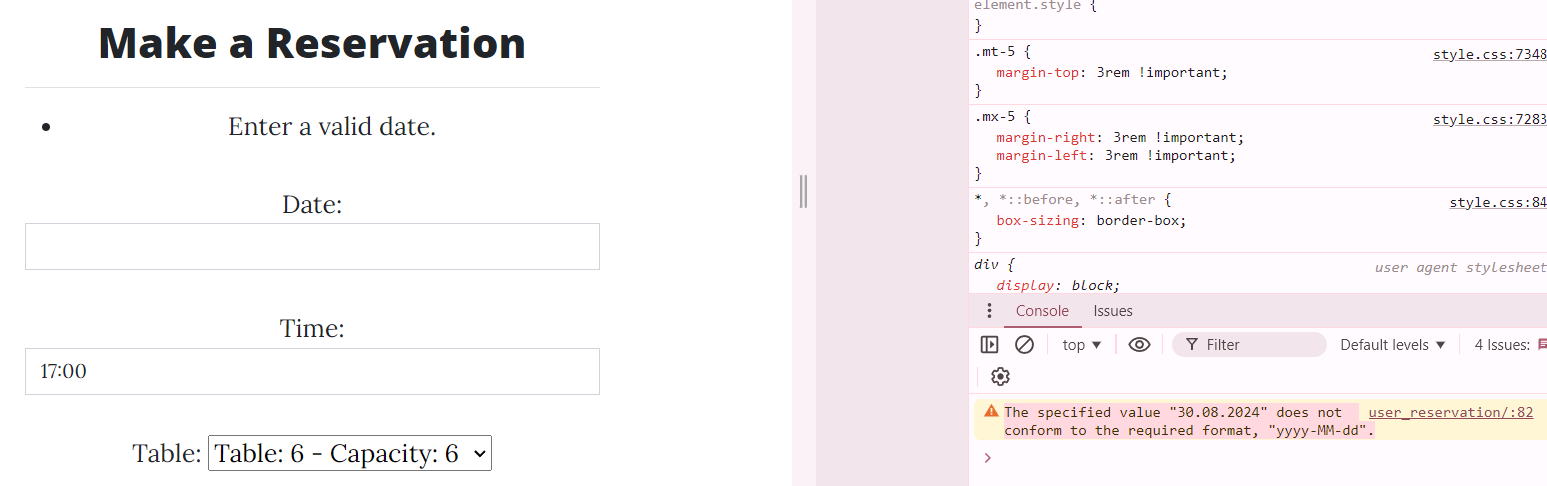 Make a Reservation
Enter a valid date.
Date:
Time:
17:00
Table: Table: 6 - Capacity: 6
element.style {
}
.mt-5 { style.css:7348
margin-top: 3rem !important;
}
.mx-5 { style.css:7283
margin-right: 3rem !important;
margin-left: 3rem !important;
}
*, *::before, *::after { style.css:84
box-sizing: border-box;
}
div { user agent stylesheet
display: block;
Console Issues
top Filter Default levels 4 Issues:
The specified value "30.08.2024" does not user_reservation/:82
conform to the required format, "yyyy-MM-dd".